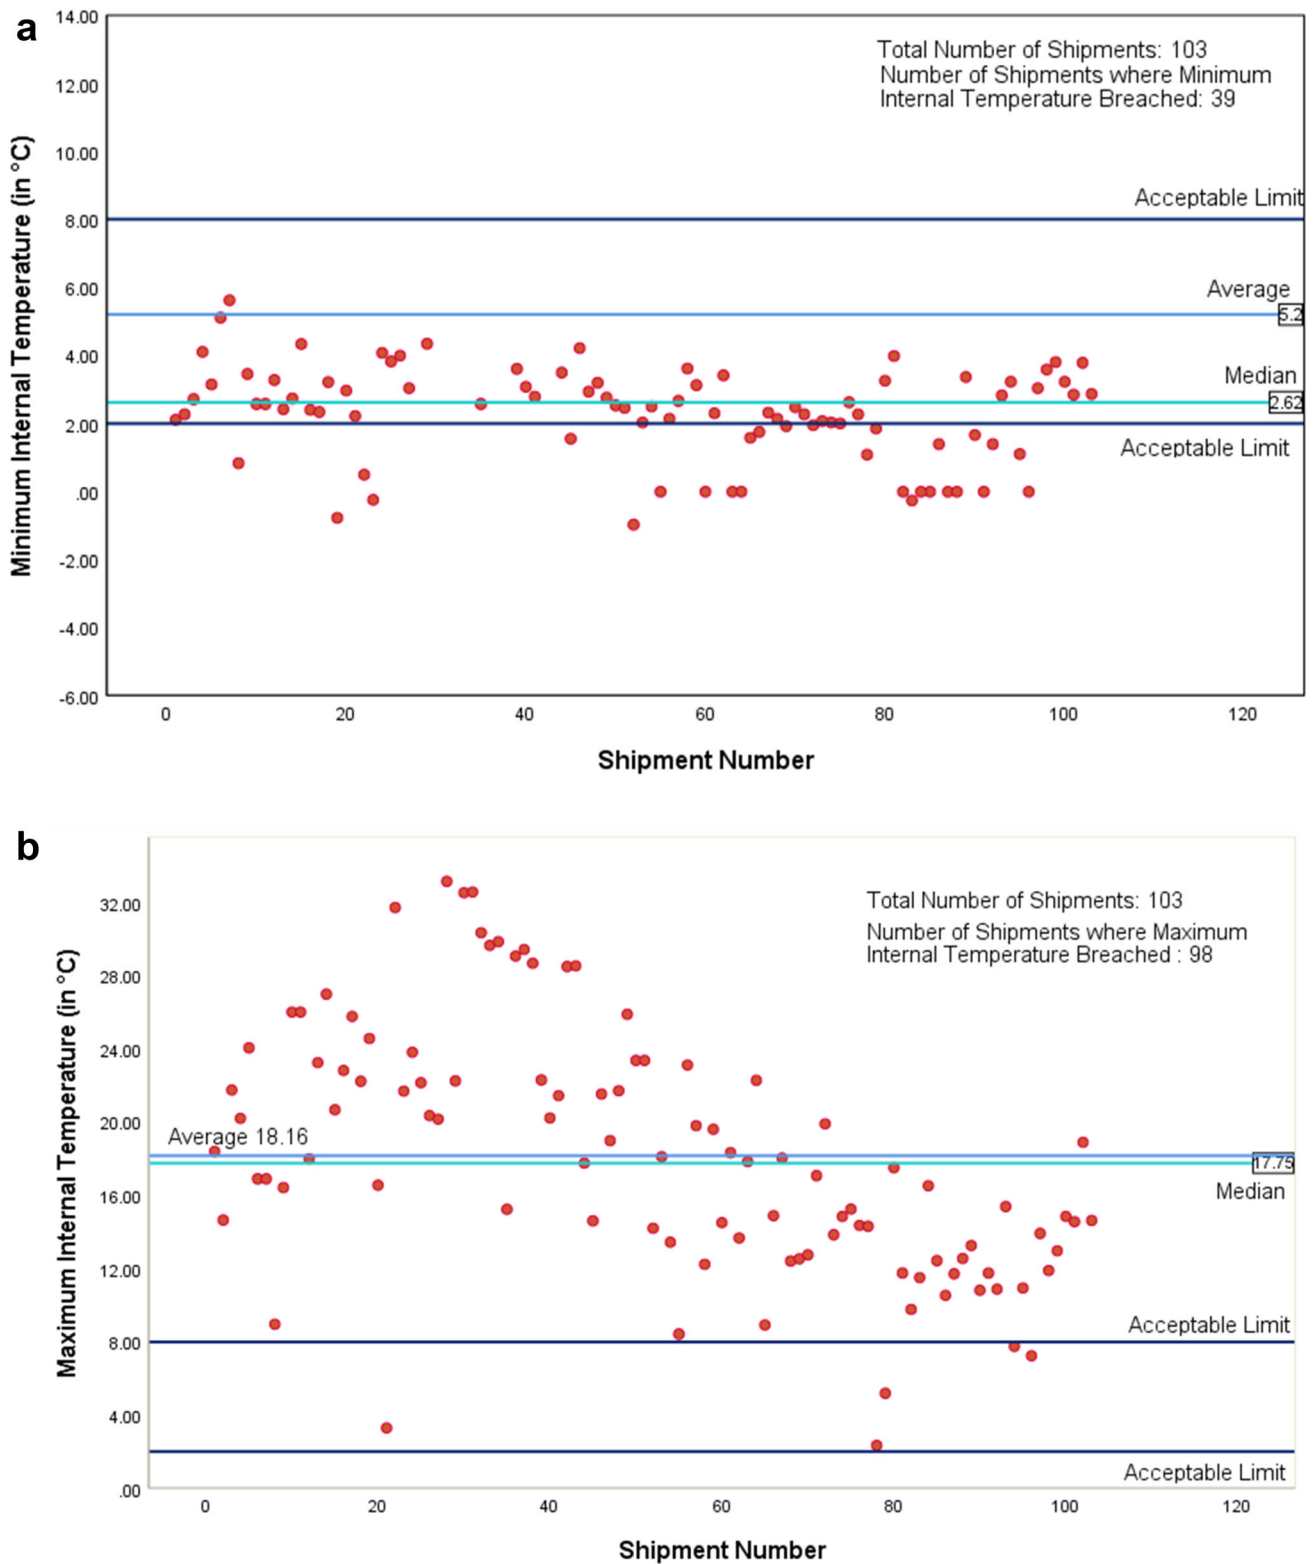 a
14.00
Total Number of Shipments: 103
Number of Shipments where Minimum
Internal Temperature Breached: 39
12.00
10.00
Acceptable Limit
8.00
6.00
Average
5.2
4.00
Median
2.62
2.00
Acceptable Limit
.00
-2.00
-4.00
-6.00
Minimum Internal Temperature (in °C)
0 20 40 60 80 100 120
Shipment Number
b
Total Number of Shipments: 103
32.00
Number of Shipments where Maximum
Internal Temperature Breached : 98
28.00
24.00
20.00
Average 18.16
17.75
Median
16.00
12.00
Acceptable Limit
8.00
4.00
Acceptable Limit
.00
Maximum Internal Temperature (in °C)
0 20 40 60 80 100 120
Shipment Number